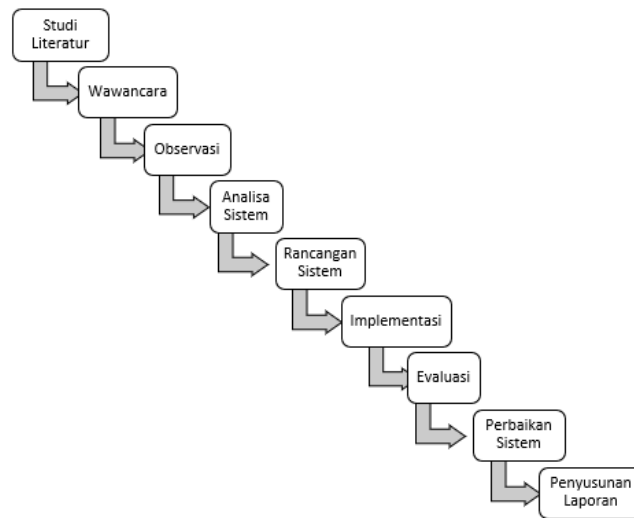 Studi
Literatur
Wawancara
Observasi
Analisa
Sistem
Rancangan
Sistem
Implementasi
Evaluasi
Perbaikan
Sistem
Penyusunan
Laporan